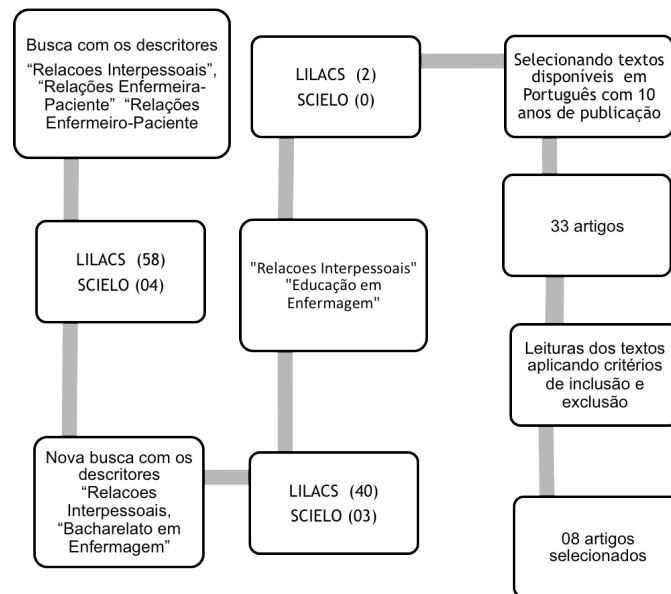 Busca com os descritores
“Relacoes Interpessoais”,
“Relações Enfermeira-
Paciente” “Relações
Enfermeiro-Paciente
LILACS (58)
SCIELO (04)
Nova busca com os
descritores
“Relacoes
Interpessoais,
“Bacharelato em
Enfermagem”
LILACS (40)
SCIELO (03)
"Relacoes Interpessoais"
"Educação em
Enfermagem"
LILACS (2)
SCIELO (0)
Selecionando textos
disponíveis em
Português com 10
anos de publicação
33 artigos
Leituras dos textos
aplicando critérios
de inclusão e
exclusão
08 artigos
selecionados